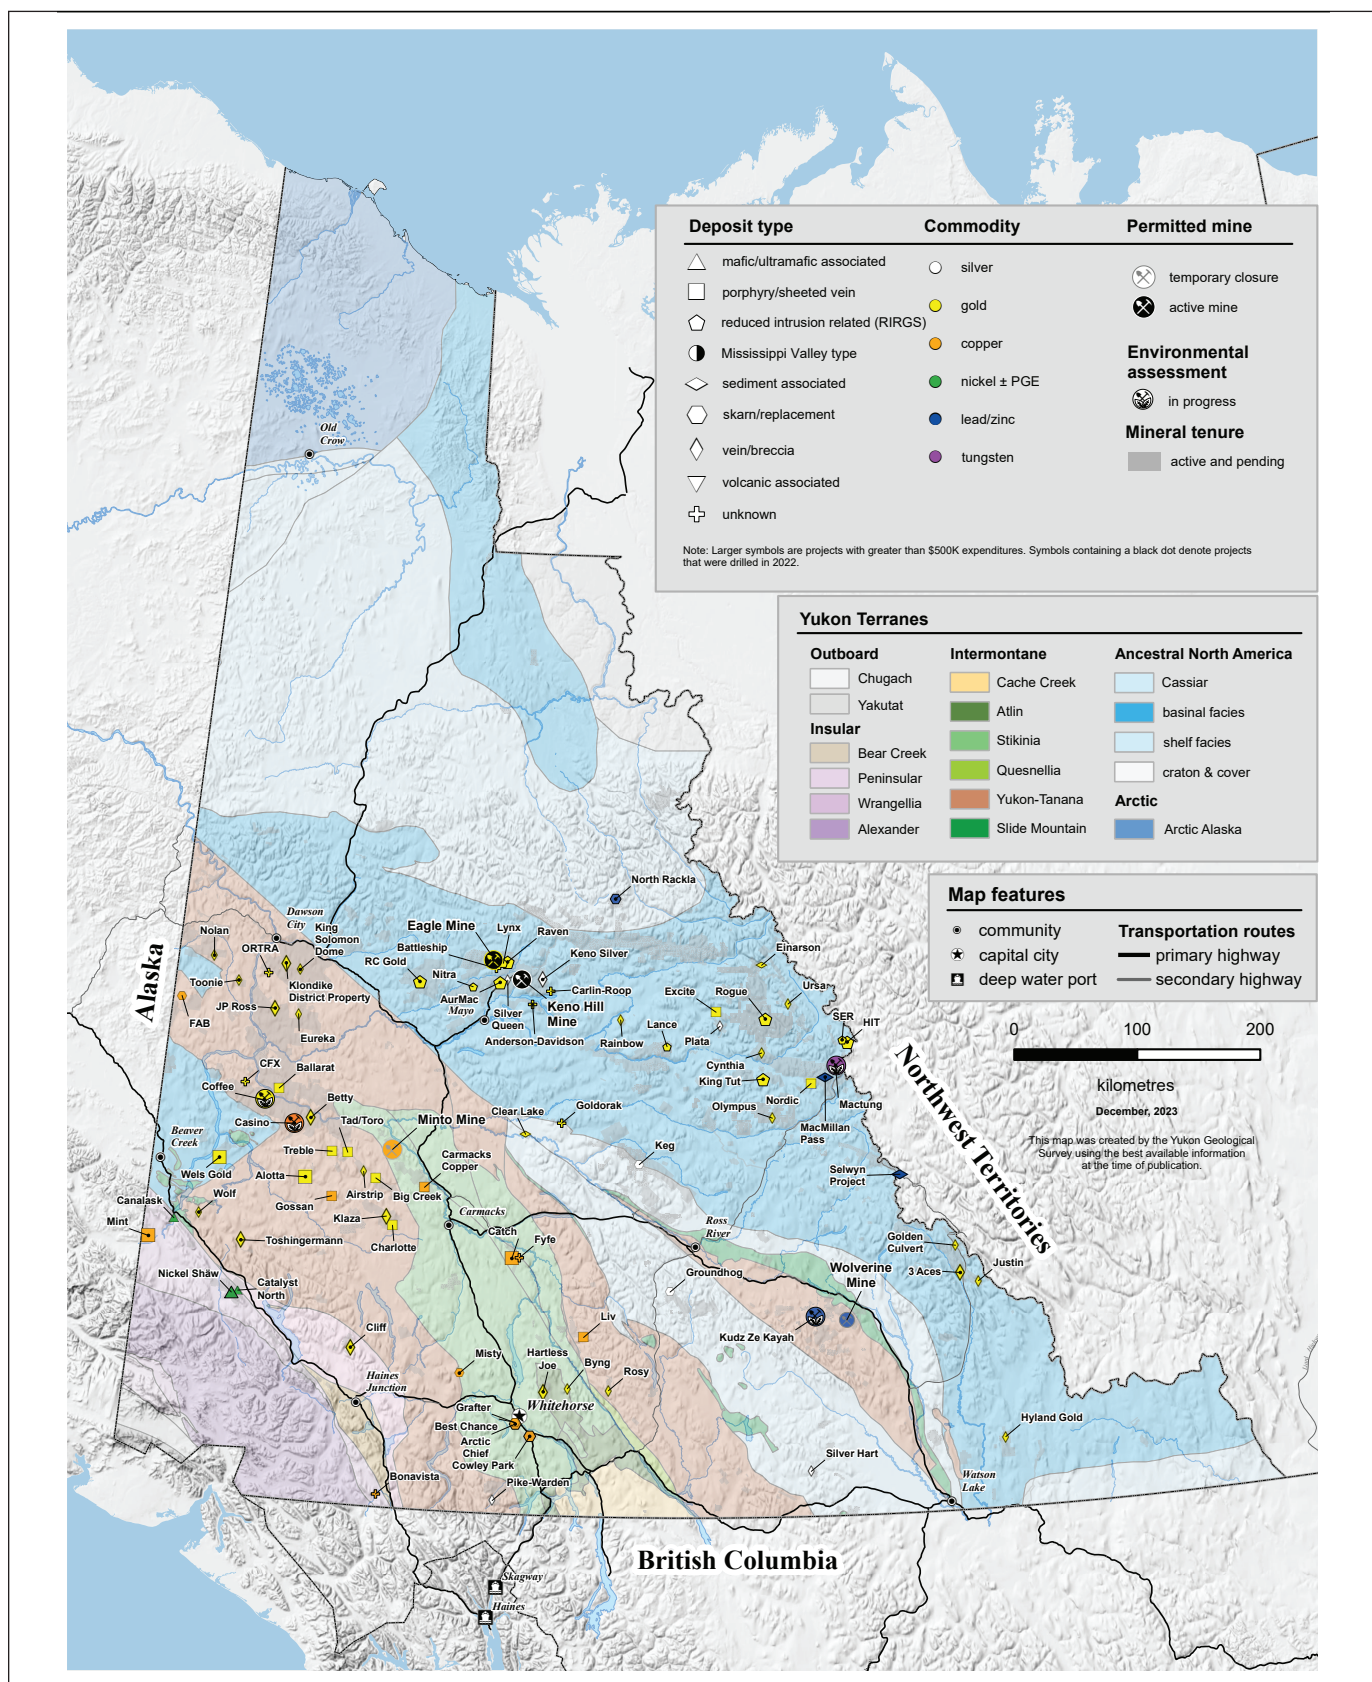 Deposit type
mafic/ultramafic associated
porphyry/sheeted vein
reduced intrusion related (RIRGS)
Mississippi Valley type
sediment associated
skarn/replacement
vein/breccia
volcanic associated
unknown
Commodity
silver
gold
copper
nickel ± PGE
lead/zinc
tungsten
Permitted mine
temporary closure
active mine
Environmental
assessment
in progress
Mineral tenure
active and pending
Note: Larger symbols are projects with greater than $500K expenditures. Symbols containing a black dot denote projects
that were drilled in 2022.
Yukon Terranes
Outboard
Chugach
Yakutat
Insular
Bear Creek
Peninsular
Wrangellia
Alexander
Intermontane
Cache Creek
Atlin
Stikinia
Quesnellia
Yukon-Tanana
Slide Mountain
Ancestral North America
Cassiar
basinal facies
shelf facies
craton & cover
Arctic
Arctic Alaska
Map features
community
capital city
deep water port
Transportation routes
primary highway
secondary highway
0
100
200
kilometres
December, 2023
This map was created by the Yukon Geological
Survey using the best available information
at the time of publication.
Old
Crow
North Rackla
Dawson
City
King
Solomon
Dome
Nolan
ORTRA
Toonie
Klondike
District Property
JP Ross
FAB
Eureka
Eagle Mine
Lynx
Raven
Battleship
RC Gold
Nitra
AurMac
Mayo
Keno Silver
Carlin-Roop
Keno Hill
Mine
Silver
Queen
Anderson-Davidson
Rainbow
Einarson
Ursa
Excite
Rogue
Lance
Plata
SER
HIT
Cynthia
King Tut
Nordic
Mactung
Olympus
MacMillan
Pass
Alaska
Northwest Territories
CFX
Ballarat
Coffee
Betty
Casino
Tad/Toro
Minto Mine
Clear Lake
Goldorak
Beaver
Creek
Treble
Carmacks
Copper
Keg
Selwyn
Project
Wels Gold
Alotta
Airstrip
Big Creek
Wolf
Gossan
Canalask
Klaza
Carmacks
Mint
Charlotte
Catch
Fyfe
Ross
River
Toshingermann
Golden
Culvert
3 Aces
Justin
Nickel Shaw
Catalyst
North
Groundhog
Wolverine
Mine
Kudz Ze Kayah
Cliff
Liv
Misty
Hartless
Joe
Byng
Rosy
Haines
Junction
Grafter
Whitehorse
Best Chance
Arctic
Chief
Cowley Park
Hyland Gold
Silver Hart
Bonavista
Pike-Warden
Watson
Lake
British Columbia
Skagway
Haines